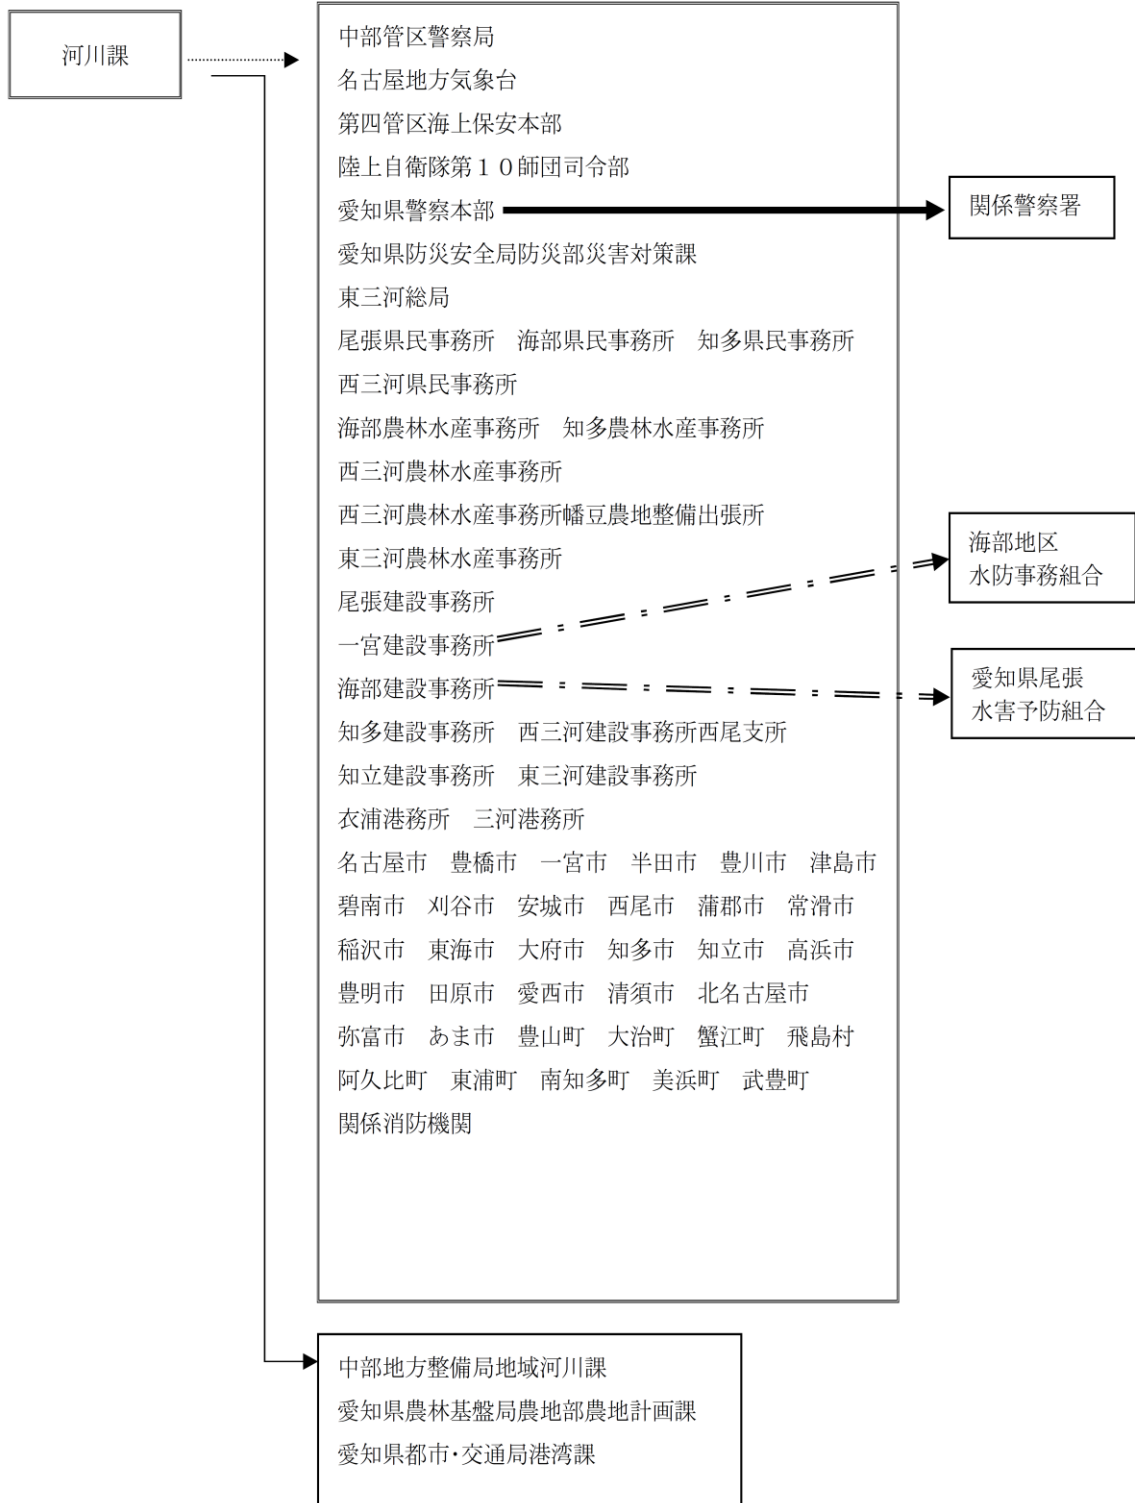 河川課
中部管区警察局
名古屋地方気象台
第四管区海上保安本部
陸上自衛隊第１０師団司令部
愛知県警察本部
関係警察署
愛知県防災安全局防災部災害対策課
東三河総局
尾張県民事務所　海部県民事務所　知多県民事務所
西三河県民事務所
海部農林水産事務所　知多農林水産事務所
西三河農林水産事務所
西三河農林水産事務所幡豆農地整備出張所
東三河農林水産事務所
尾張建設事務所
一宮建設事務所
海部地区
水防事務組合
海部建設事務所
愛知県尾張
水害予防組合
知多建設事務所　西三河建設事務所西尾支所
知立建設事務所　東三河建設事務所
衣浦港務所　三河港務所
名古屋市　豊橋市　一宮市　半田市　豊川市　津島市
碧南市　刈谷市　安城市　西尾市　蒲郡市　常滑市
稲沢市　東海市　大府市　知多市　知立市　高浜市
豊明市　田原市　愛西市　清須市　北名古屋市
弥富市　あま市　豊山町　大治町　蟹江町　飛島村
阿久比町　東浦町　南知多町　美浜町　武豊町
関係消防機関
中部地方整備局地域河川課
愛知県農林基盤局農地部農地計画課
愛知県都市・交通局港湾課